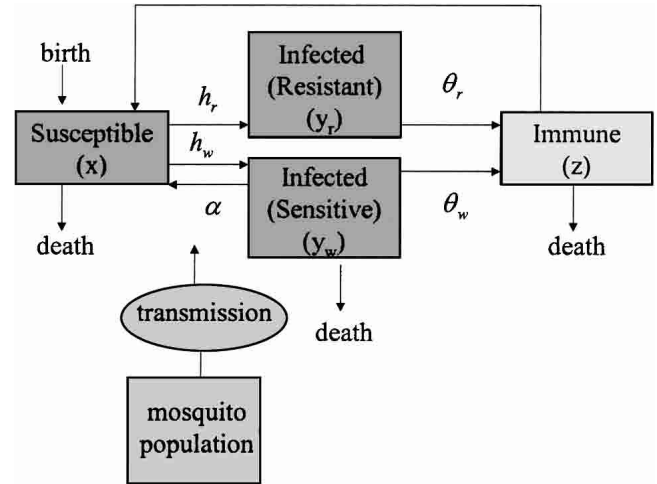 birth
Susceptible
(x)
death
h_r
h_w
α
Infected
(Resistant)
(y_r)
Infected
(Sensitive)
(y_w)
death
θ_r
θ_w
Immune
(z)
death
transmission
mosquito
population